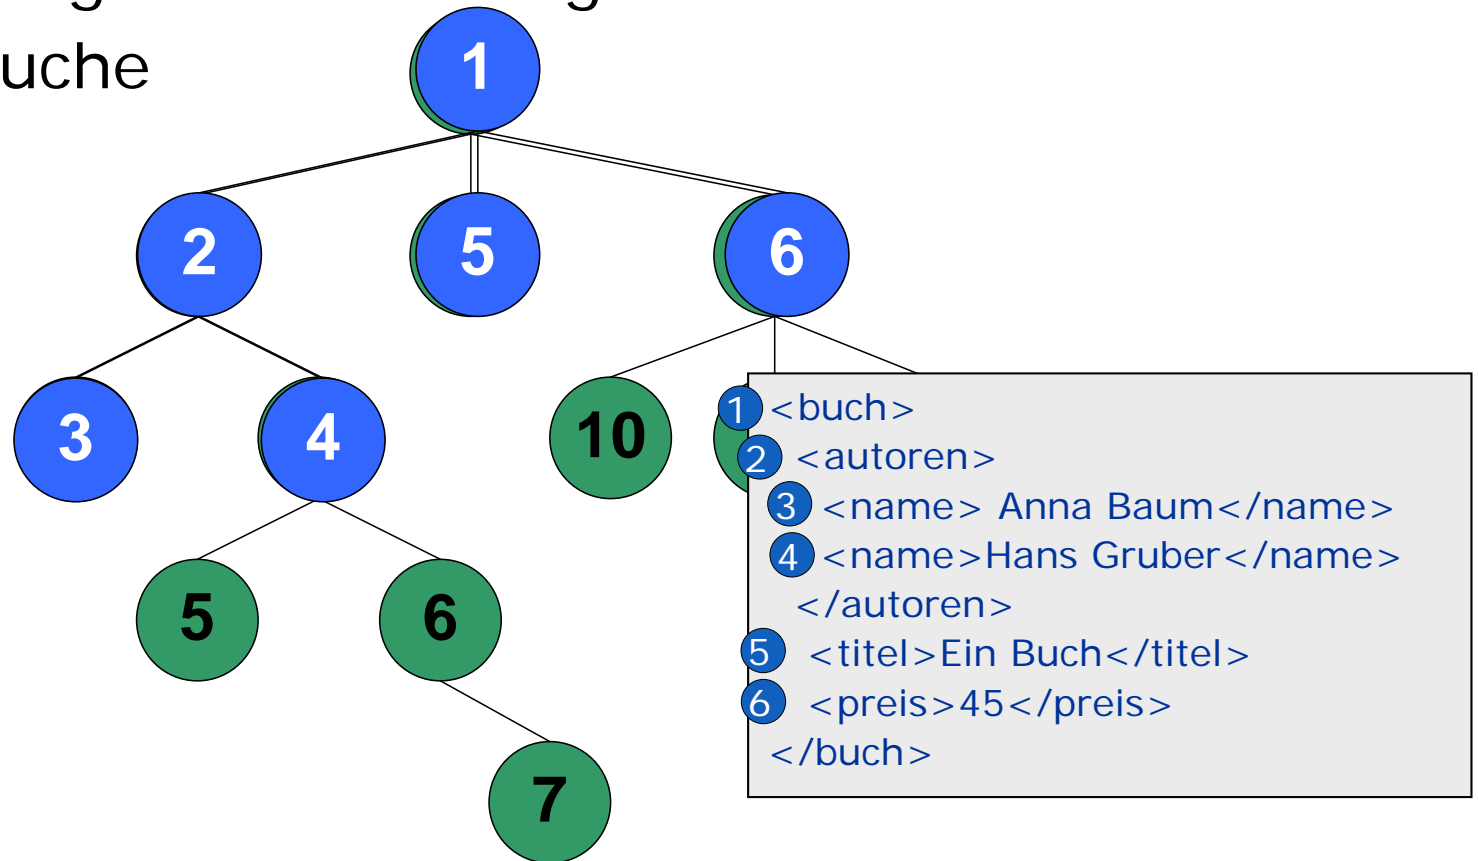 uche
1
2
5
6
3
4
10
5
6
7
1 <buch>
2 <autoren>
3 <name> Anna Baum</name>
4 <name>Hans Gruber</name>
</autoren>
5 <titel>Ein Buch</titel>
6 <preis>45</preis>
</buch>